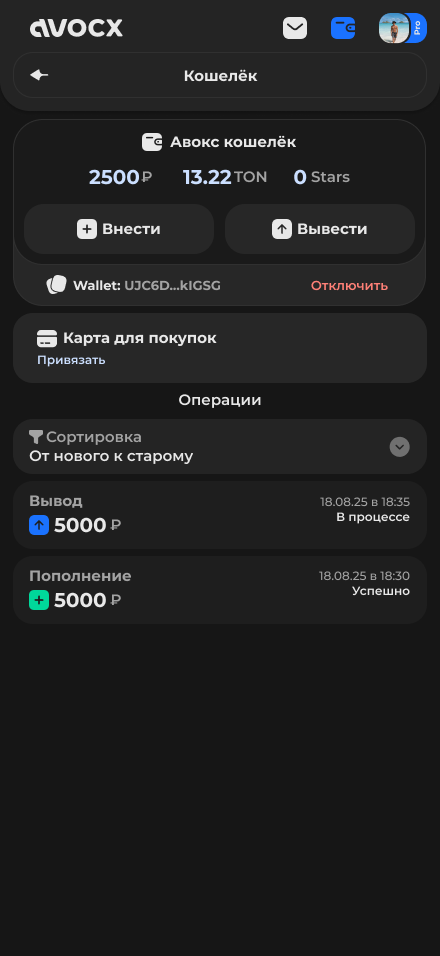 avocx
Pro
Кошелёк
Авокс кошелёк
2500 ₽ 13.22 TON 0 Stars
Внести Вывести
Wallet: UJC6D...kIGSG Отключить
Карта для покупок
Привязать
Операции
Сортировка
От нового к старому
Вывод 18.08.25 в 18:35
5000 ₽ В процессе
Пополнение 18.08.25 в 18:30
5000 ₽ Успешно